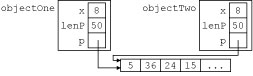 objectOne x 8 objectTwo x 8
lenP 50 lenP 50
p p
5 36 24 15 ...